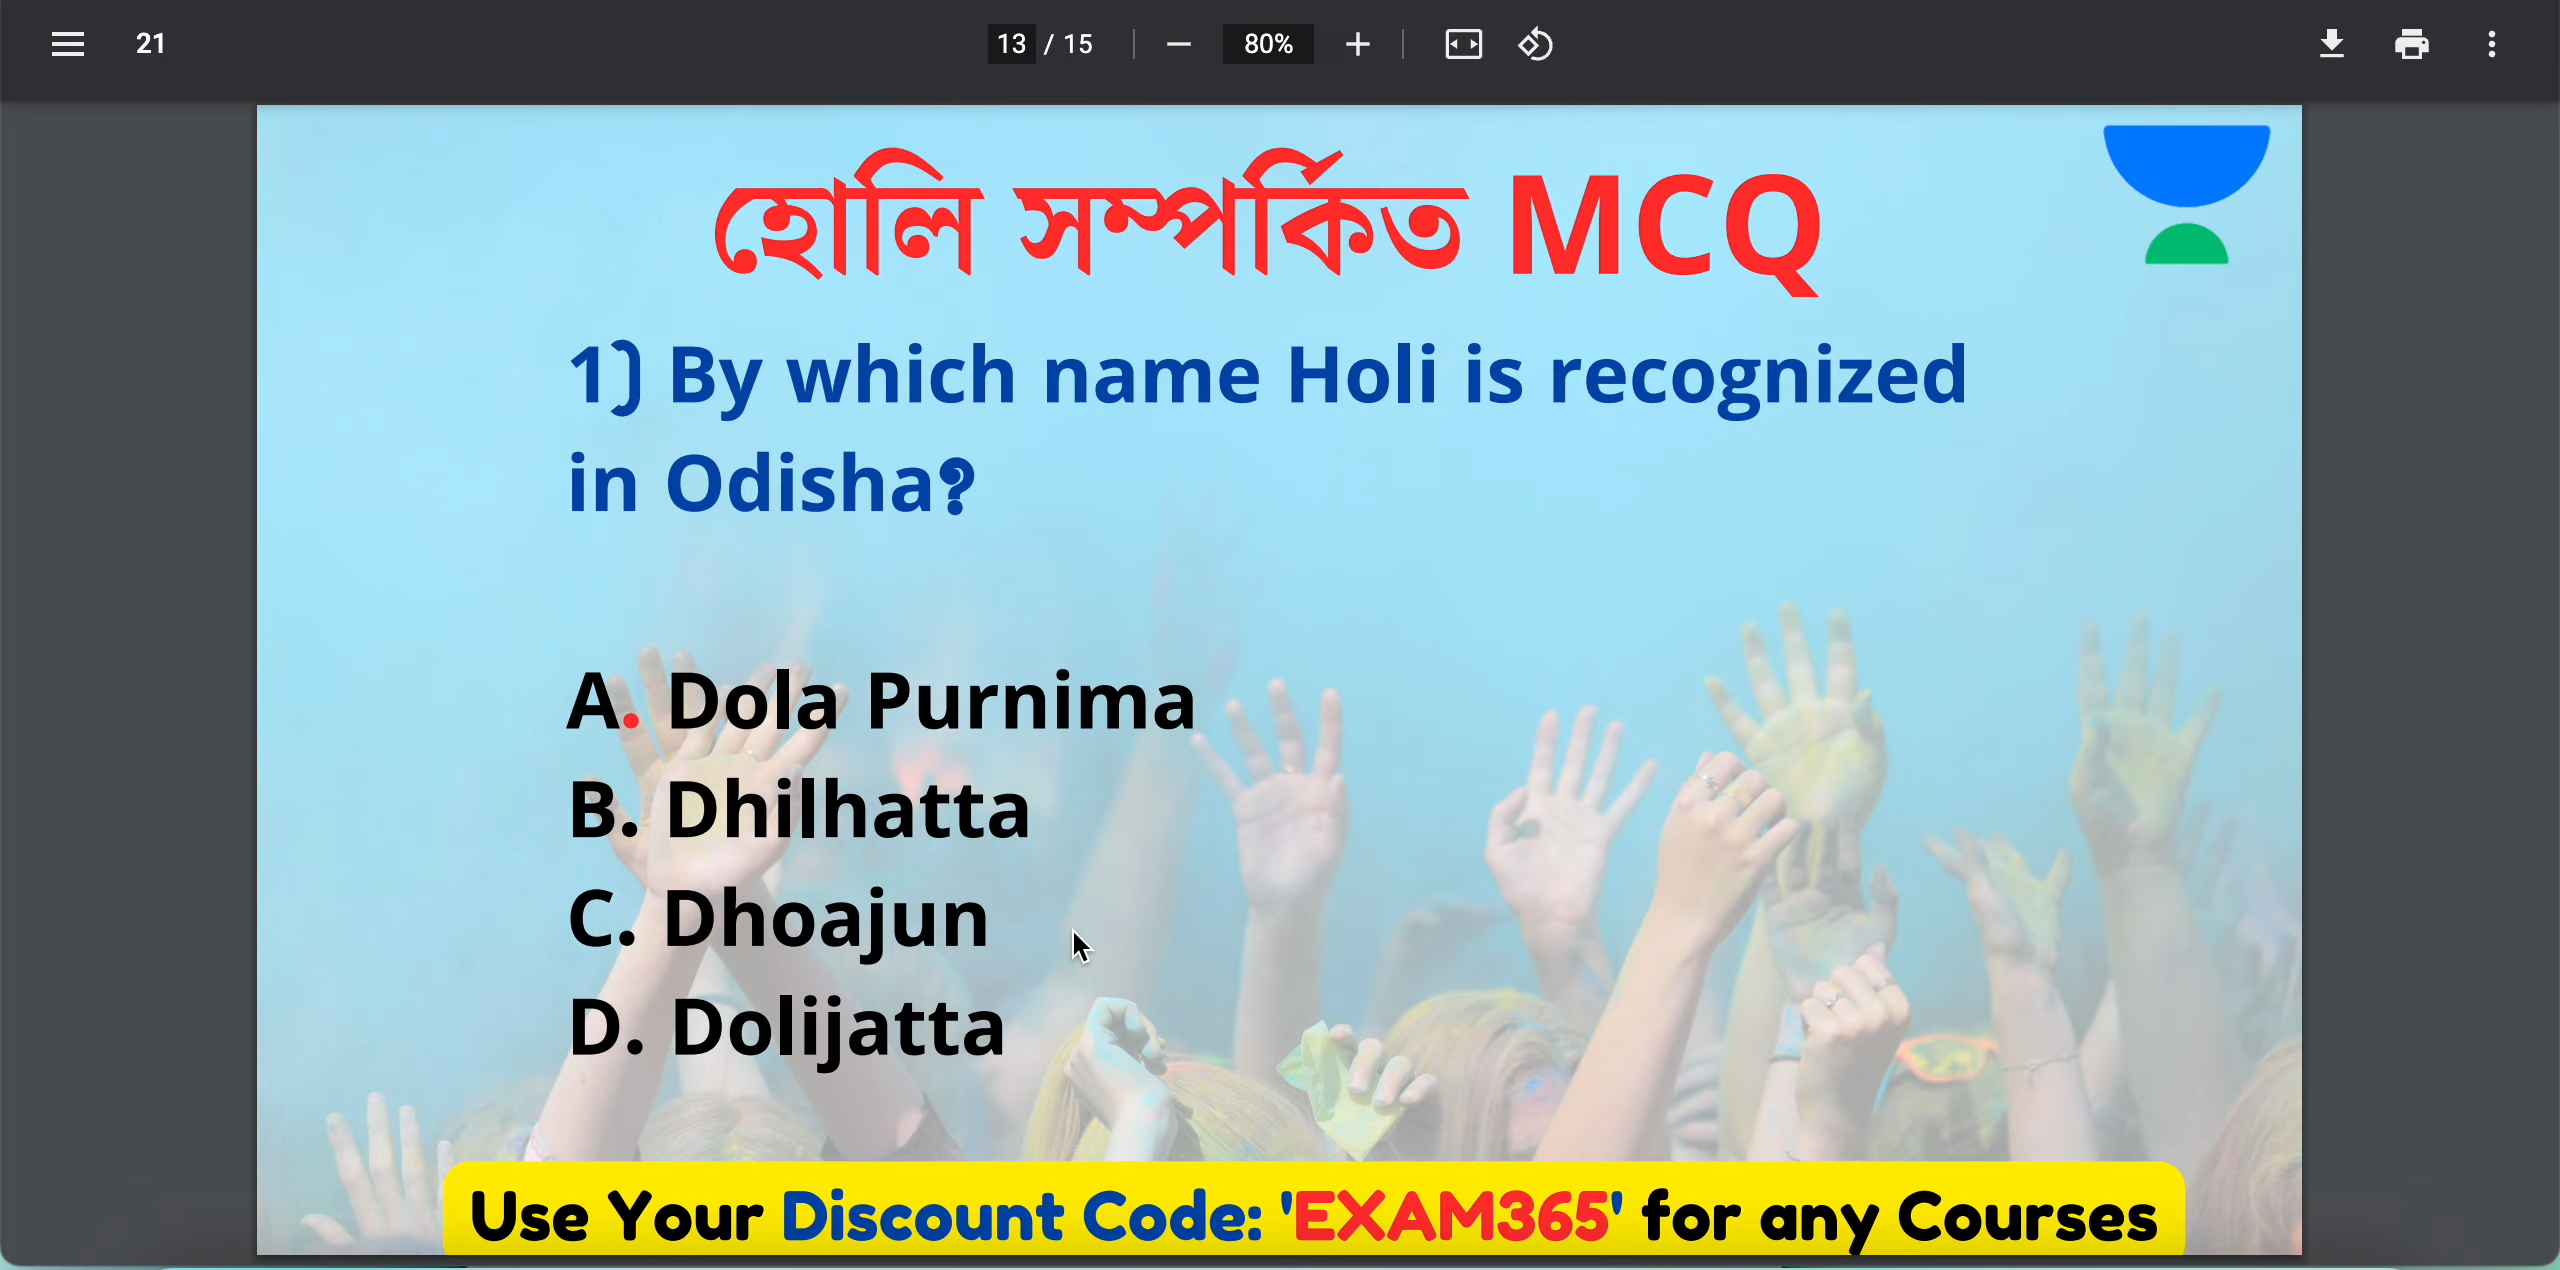 21
13 / 15
80%
হোলি সম্পর্কিত MCQ
1) By which name Holi is recognized
in Odisha?
A. Dola Purnima
B. Dhilhatta
C. Dhoajun
D. Dolijatta
Use Your Discount Code: 'EXAM365' for any Courses